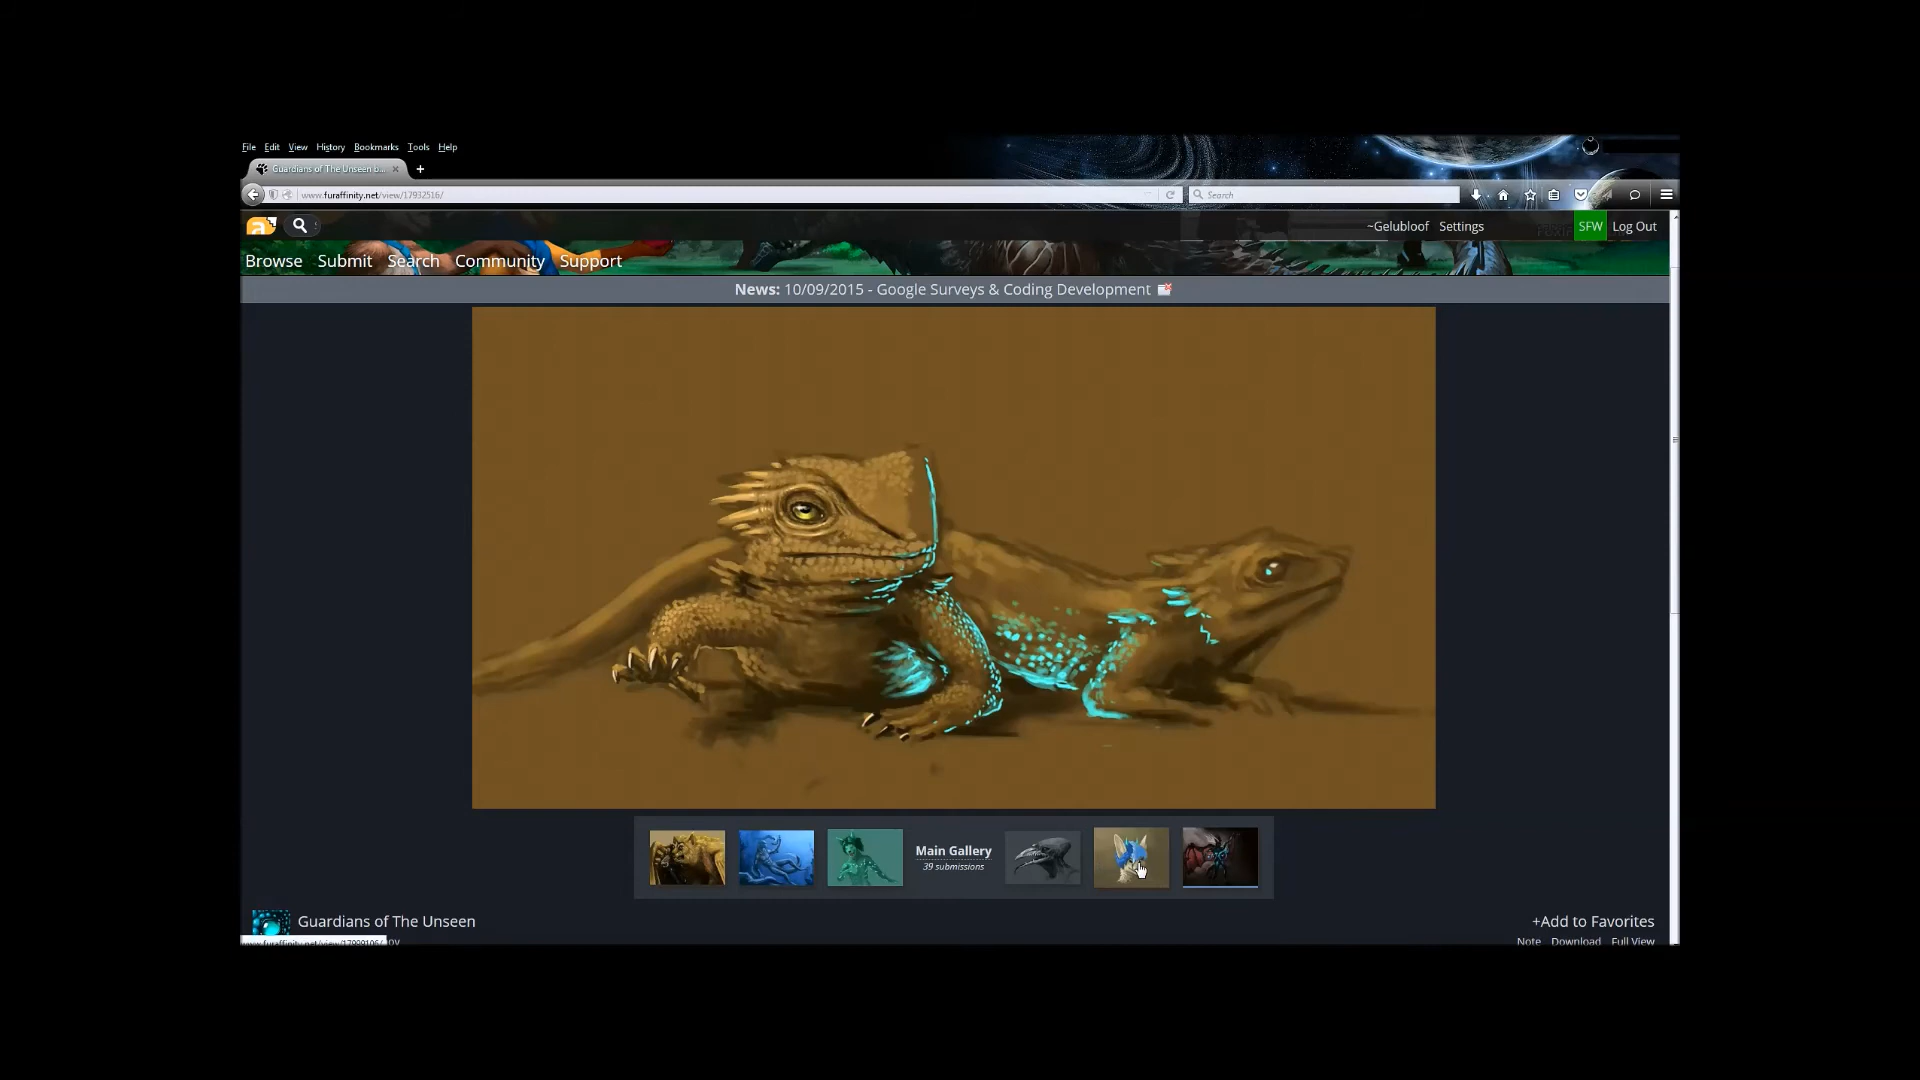 File Edit View History Bookmarks Tools Help
Guardians of The Unseen b...
www.furaffinity.net/view/17932516/
Search
~Gelubloof Settings SFW Log Out
Browse Submit Search Community Support
News: 10/09/2015 - Google Surveys & Coding Development
Main Gallery
39 submissions
Guardians of The Unseen
+Add to Favorites
Note Download Full View